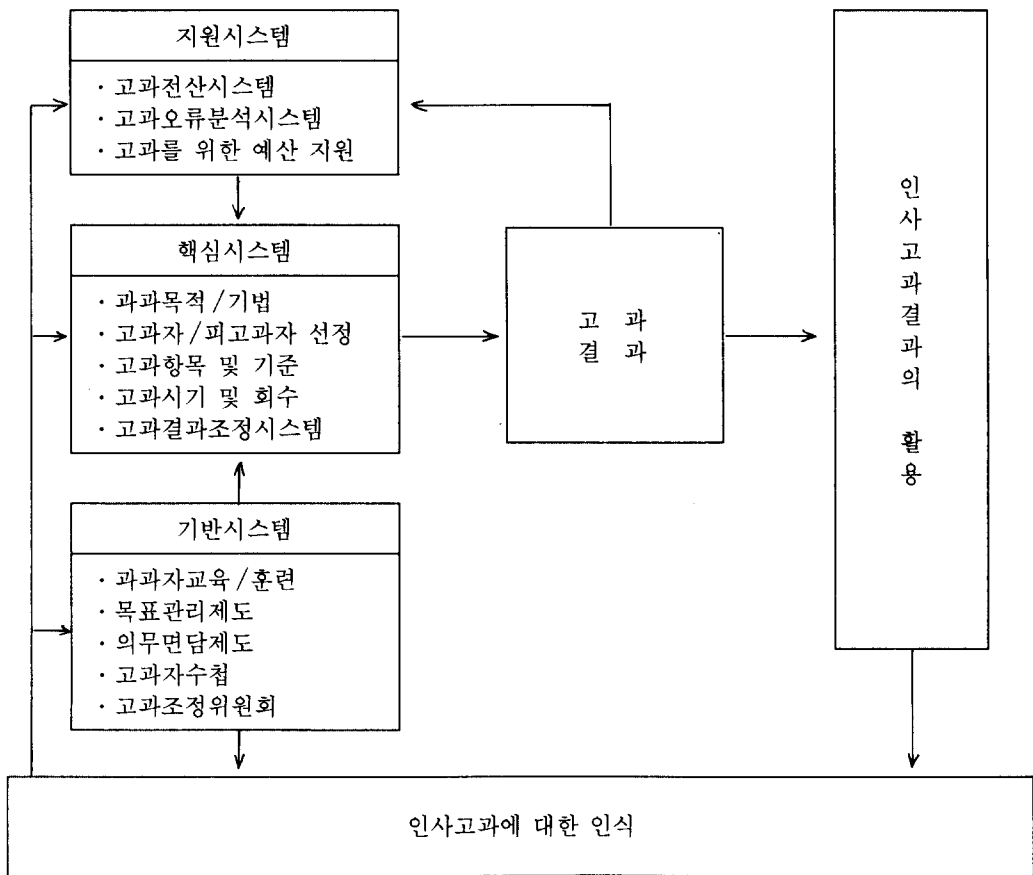 지원시스템
· 고과전산시스템
· 고과오류분석시스템
· 고과를 위한 예산 지원
핵심시스템
· 과과목적/기법
· 고과자/피고과자 선정
· 고과항목 및 기준
· 고과시기 및 회수
· 고과결과조정시스템
기반시스템
· 과과자교육/훈련
· 목표관리제도
· 의무면담제도
· 고과자수첩
· 고과조정위원회
고 과
결 과
인사고과결과의 활용
인사고과에 대한 인식